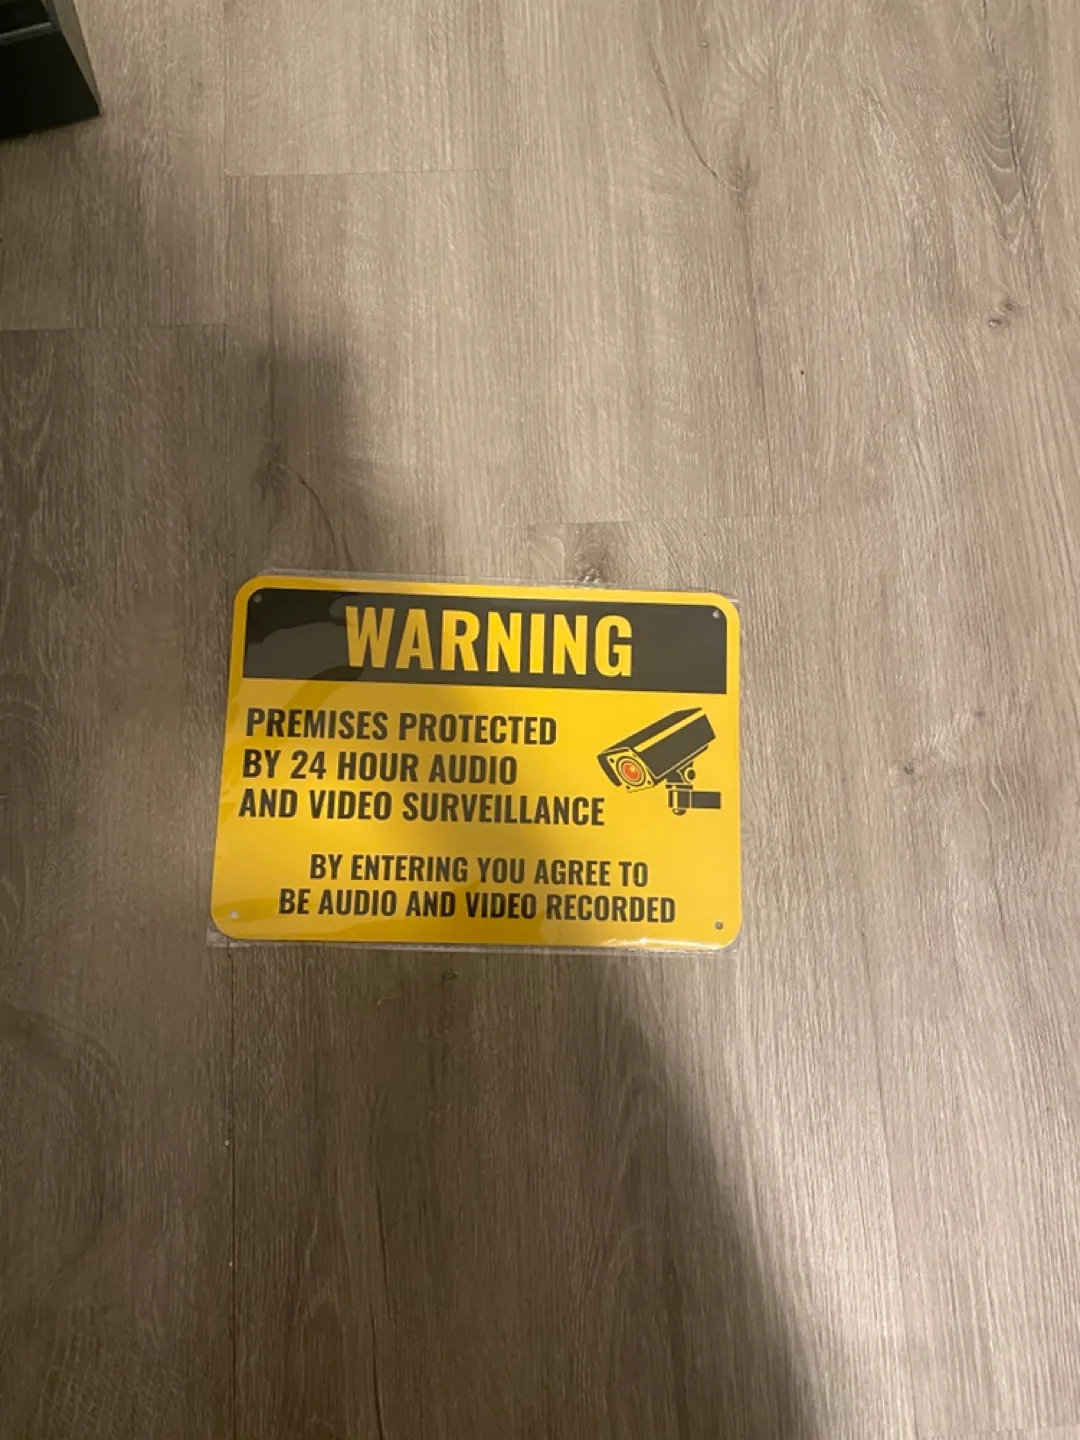 WARNING
PREMISES PROTECTED
BY 24 HOUR AUDIO
AND VIDEO SURVEILLANCE
BY ENTERING YOU AGREE TO
BE AUDIO AND VIDEO RECORDED